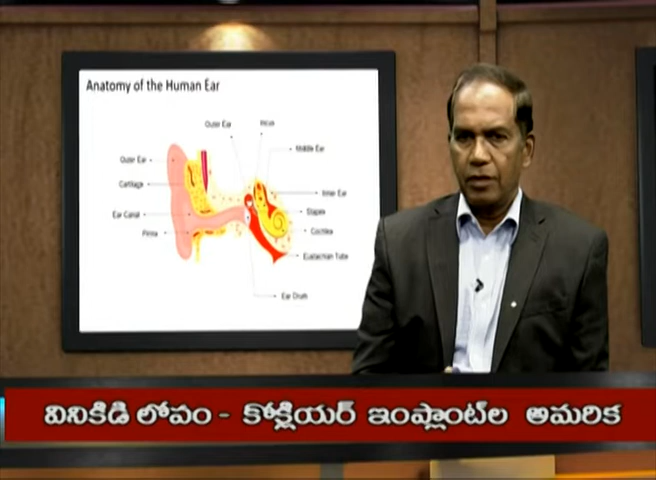 Anatomy of the Human Ear
Outer Ear
Incus
Middle Ear
Outer Ear
Cartilage
Inner Ear
Ear Canal
Stapes
Pinna
Cochlea
Eustachian Tube
Ear Drum
వినికిడి లోపం - కోక్లియర్ ఇంప్లాంట్‌ల అమరిక